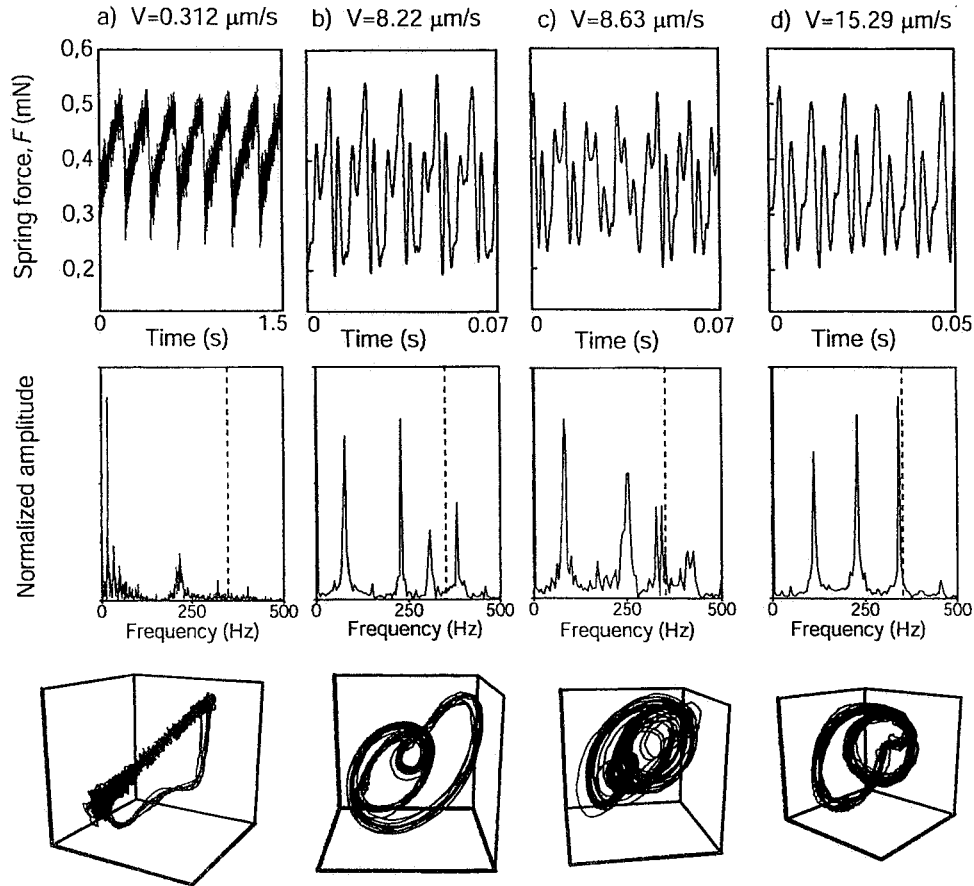 a) V=0.312 μm/s b) V=8.22 μm/s c) V=8.63 μm/s d) V=15.29 μm/s
Spring force, F (mN)
0,6
0,5
0,4
0.3
0.2
0 1.5 0 0.07 0 0.07 0 0.05
Time (s) Time (s) Time (s) Time (s)
Normalized amplitude
0 250 500 0 250 500 0 250 500 0 250 500
Frequency (Hz) Frequency (Hz) Frequency (Hz) Frequency (Hz)